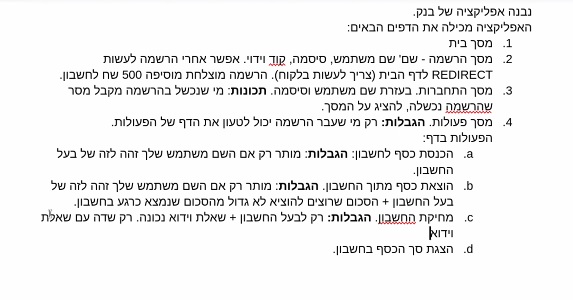 נבנה אפליקציה של בנק.
האפליקציה מכילה את הדפים הבאים:
1. מסך בית
2. מסך הרשמה - שם' שם משתמש, סיסמה, קוד וידוי. אפשר אחרי הרשמה לעשות
REDIRECT לדף הבית (צריך לעשות בלקוח). הרשמה מוצלחת מוסיפה 500 שח לחשבון.
3. מסך התחברות. בעזרת שם משתמש וסיסמה. תכונות: מי שנכשל בהרשמה מקבל מסר
שהרשמה נכשלה, להציג על המסך.
4. מסך פעולות. הגבלות: רק מי שעבר הרשמה יכול לטעון את הדף של הפעולות.
הפעולות בדף:
a. הכנסת כסף לחשבון: הגבלות: מותר רק אם השם משתמש שלך זהה לזה של בעל
החשבון.
b. הוצאת כסף מתוך החשבון. הגבלות: מותר רק אם השם משתמש שלך זהה לזה של
בעל החשבון + הסכום שרוצים להוציא לא גדול מהסכום שנמצא כרגע בחשבון.
c. מחיקת החשבון. הגבלות: רק לבעל החשבון + שאלת וידוא נכונה. רק שדה עם שאלת
וידוא
d. הצגת סך הכסף בחשבון.